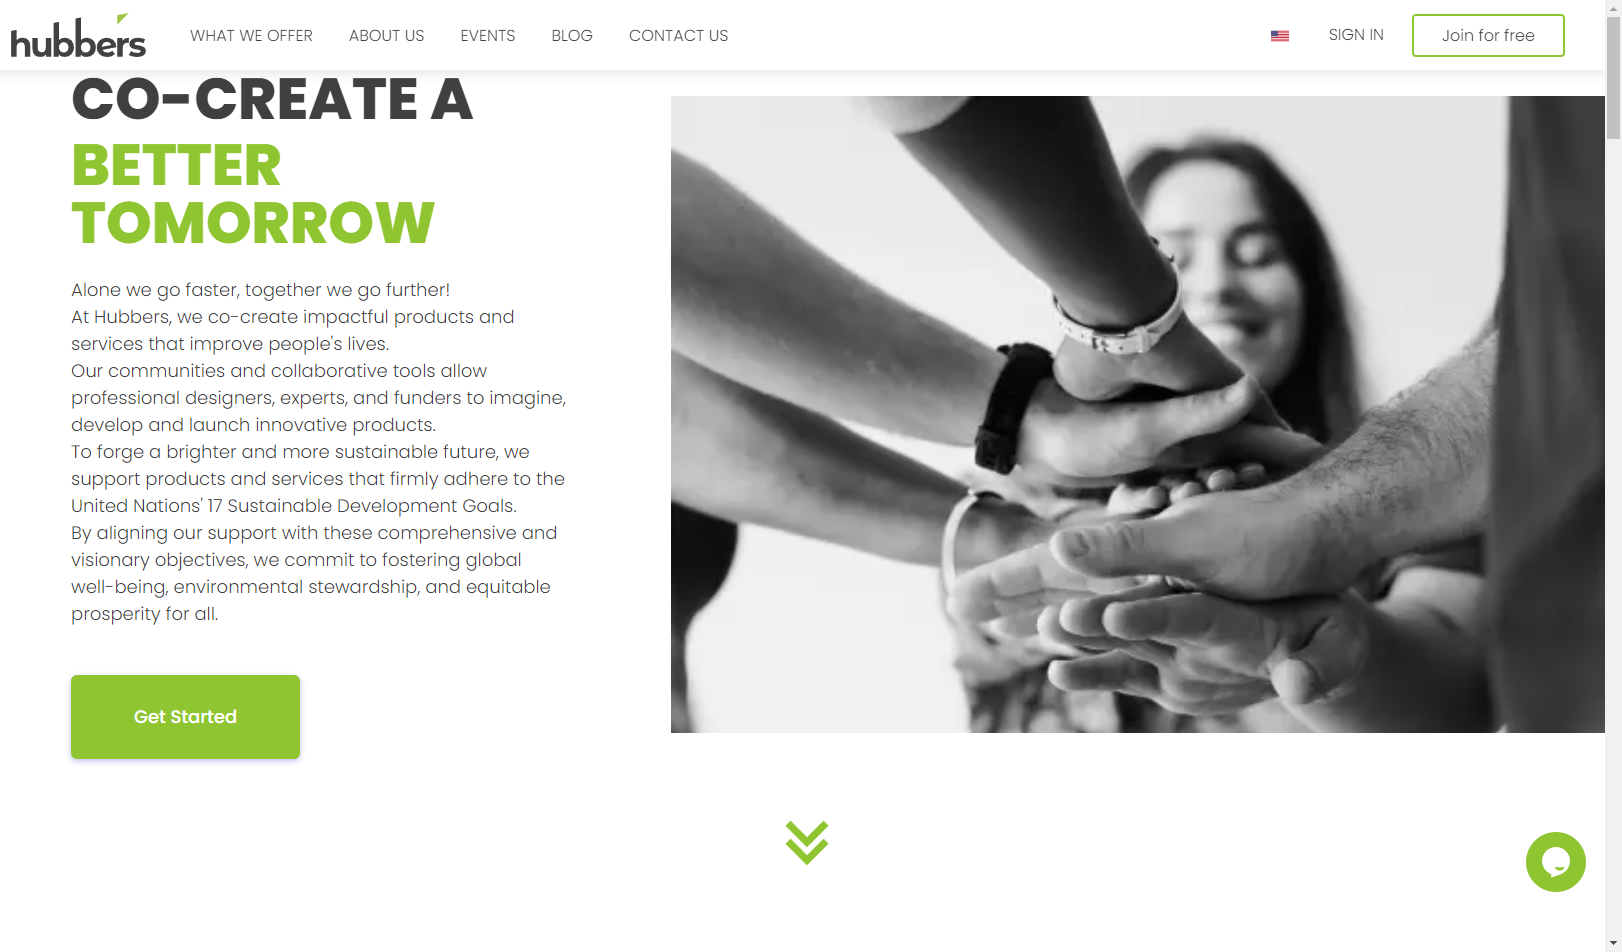 hubbers
WHAT WE OFFER
ABOUT US
EVENTS
BLOG
CONTACT US
SIGN IN
Join for free
CO-CREATE A
BETTER
TOMORROW
Alone we go faster, together we go further!
At Hubbers, we co-create impactful products and
services that improve people's lives.
Our communities and collaborative tools allow
professional designers, experts, and funders to imagine,
develop and launch innovative products.
To forge a brighter and more sustainable future, we
support products and services that firmly adhere to the
United Nations' 17 Sustainable Development Goals.
By aligning our support with these comprehensive and
visionary objectives, we commit to fostering global
well-being, environmental stewardship, and equitable
prosperity for all.
Get Started